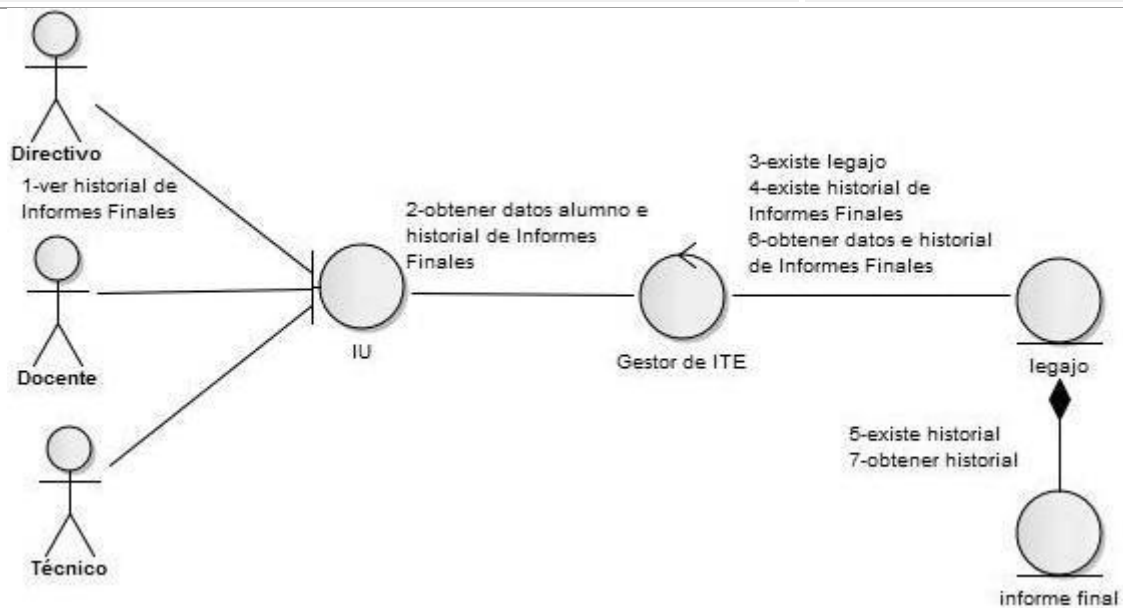 Directivo
1-ver historial de
Informes Finales
Docente
Técnico
IU
2-obtener datos alumno e
historial de Informes
Finales
Gestor de ITE
3-existe legajo
4-existe historial de
Informes Finales
6-obtener datos e historial
de Informes Finales
legajo
5-existe historial
7-obtener historial
informe final